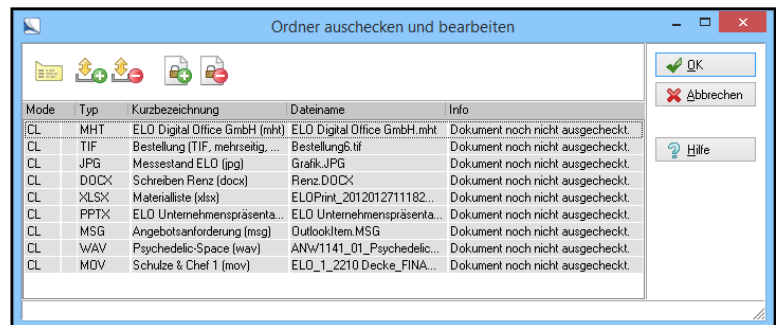 Ordner auschecken und bearbeiten
OK
Abbrechen
Hilfe
Mode Typ Kurzbezeichnung Dateiname Info
CL MHT ELO Digital Office GmbH (mht) ELO Digital Office GmbH.mht Dokument noch nicht ausgecheckt.
CL TIF Bestellung (TIF, mehrseitig, ... Bestellung6.tif Dokument noch nicht ausgecheckt.
CL JPG Messestand ELO (jpg) Grafik.JPG Dokument noch nicht ausgecheckt.
CL DOCX Schreiben Renz (docx) Renz.DOCX Dokument noch nicht ausgecheckt.
CL XLSX Materialliste (xlsx) ELOPrint_2012012711182... Dokument noch nicht ausgecheckt.
CL PPTX ELO Unternehmenspräsenta... ELO Unternehmenspräsenta... Dokument noch nicht ausgecheckt.
CL MSG Angebotsanforderung (msg) OutlookItem.MSG Dokument noch nicht ausgecheckt.
CL WAV Psychedelic-Space (wav) ANW1141_01_Psychedelic... Dokument noch nicht ausgecheckt.
CL MOV Schulze & Chef 1 (mov) ELO_1_2210 Decke_FINA... Dokument noch nicht ausgecheckt.